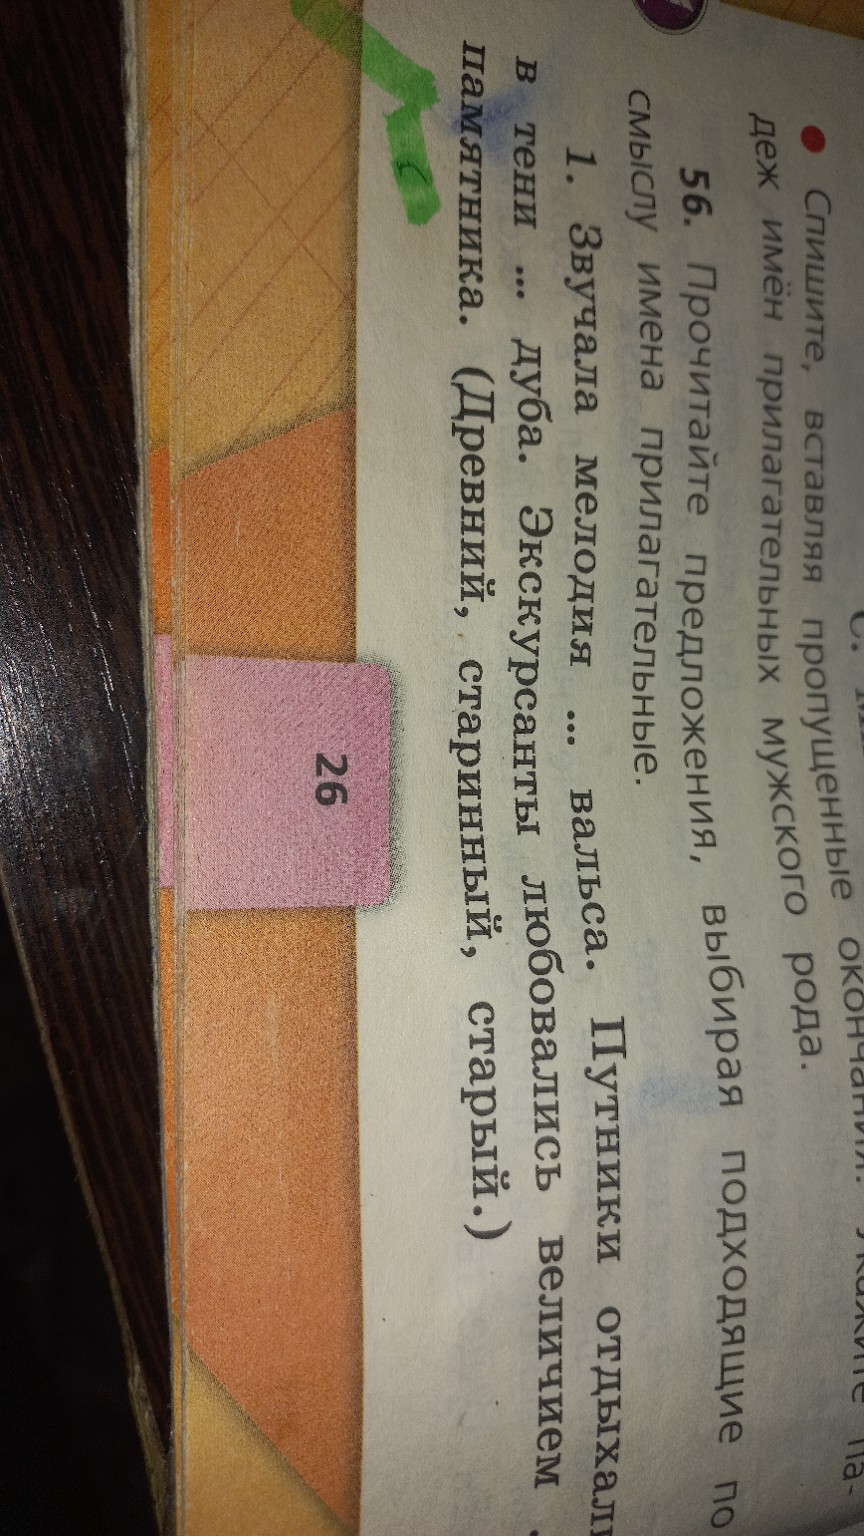 ● Спишите, вставляя пропущенные окончания. Укажите па-
деж имён прилагательных мужского рода.
56. Прочитайте предложения, выбирая подходящие по
смыслу имена прилагательные.
1. Звучала мелодия ... вальса. Путники отдыхали
в тени ... дуба. Экскурсанты любовались величием
памятника. (Древний, старинный, старый.)
26